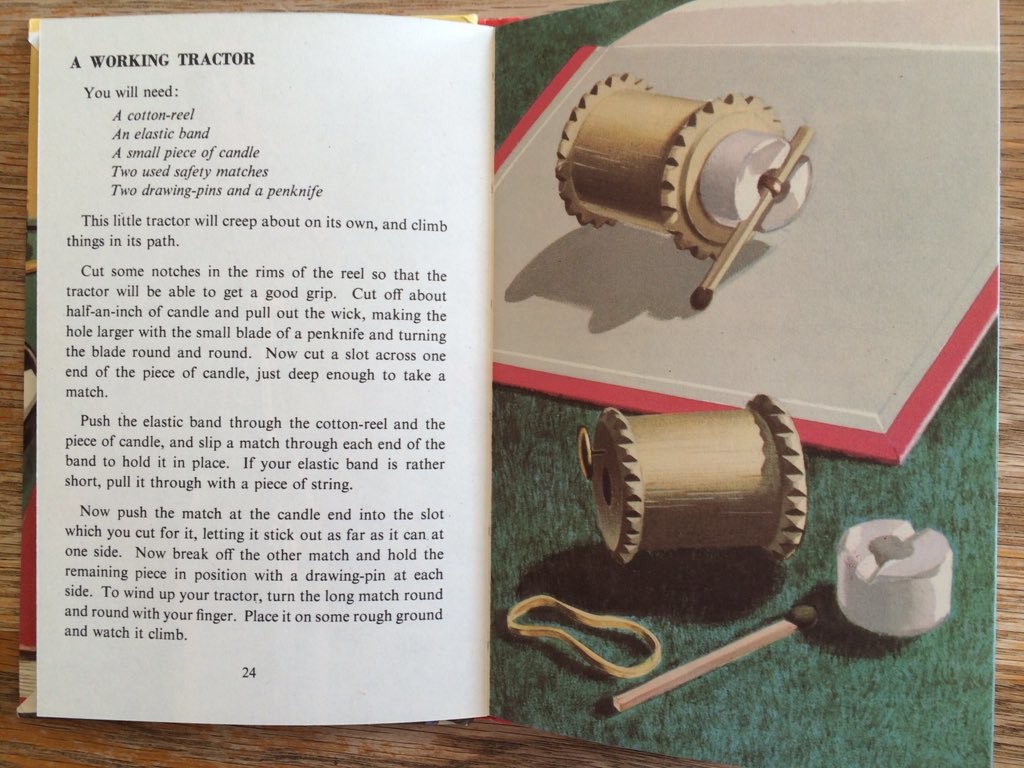 A WORKING TRACTOR
You will need:
A cotton-reel
An elastic band
A small piece of candle
Two used safety matches
Two drawing-pins and a penknife
This little tractor will creep about on its own, and climb
things in its path.
Cut some notches in the rims of the reel so that the
tractor will be able to get a good grip. Cut off about
half-an-inch of candle and pull out the wick, making the
hole larger with the small blade of a penknife and turning
the blade round and round. Now cut a slot across one
end of the piece of candle, just deep enough to take a
match.
Push the elastic band through the cotton-reel and the
piece of candle, and slip a match through each end of the
band to hold it in place. If your elastic band is rather
short, pull it through with a piece of string.
Now push the match at the candle end into the slot
which you cut for it, letting it stick out as far as it can at
one side. Now break off the other match and hold the
remaining piece in position with a drawing-pin at each
side. To wind up your tractor, turn the long match round
and round with your finger. Place it on some rough ground
and watch it climb.
24